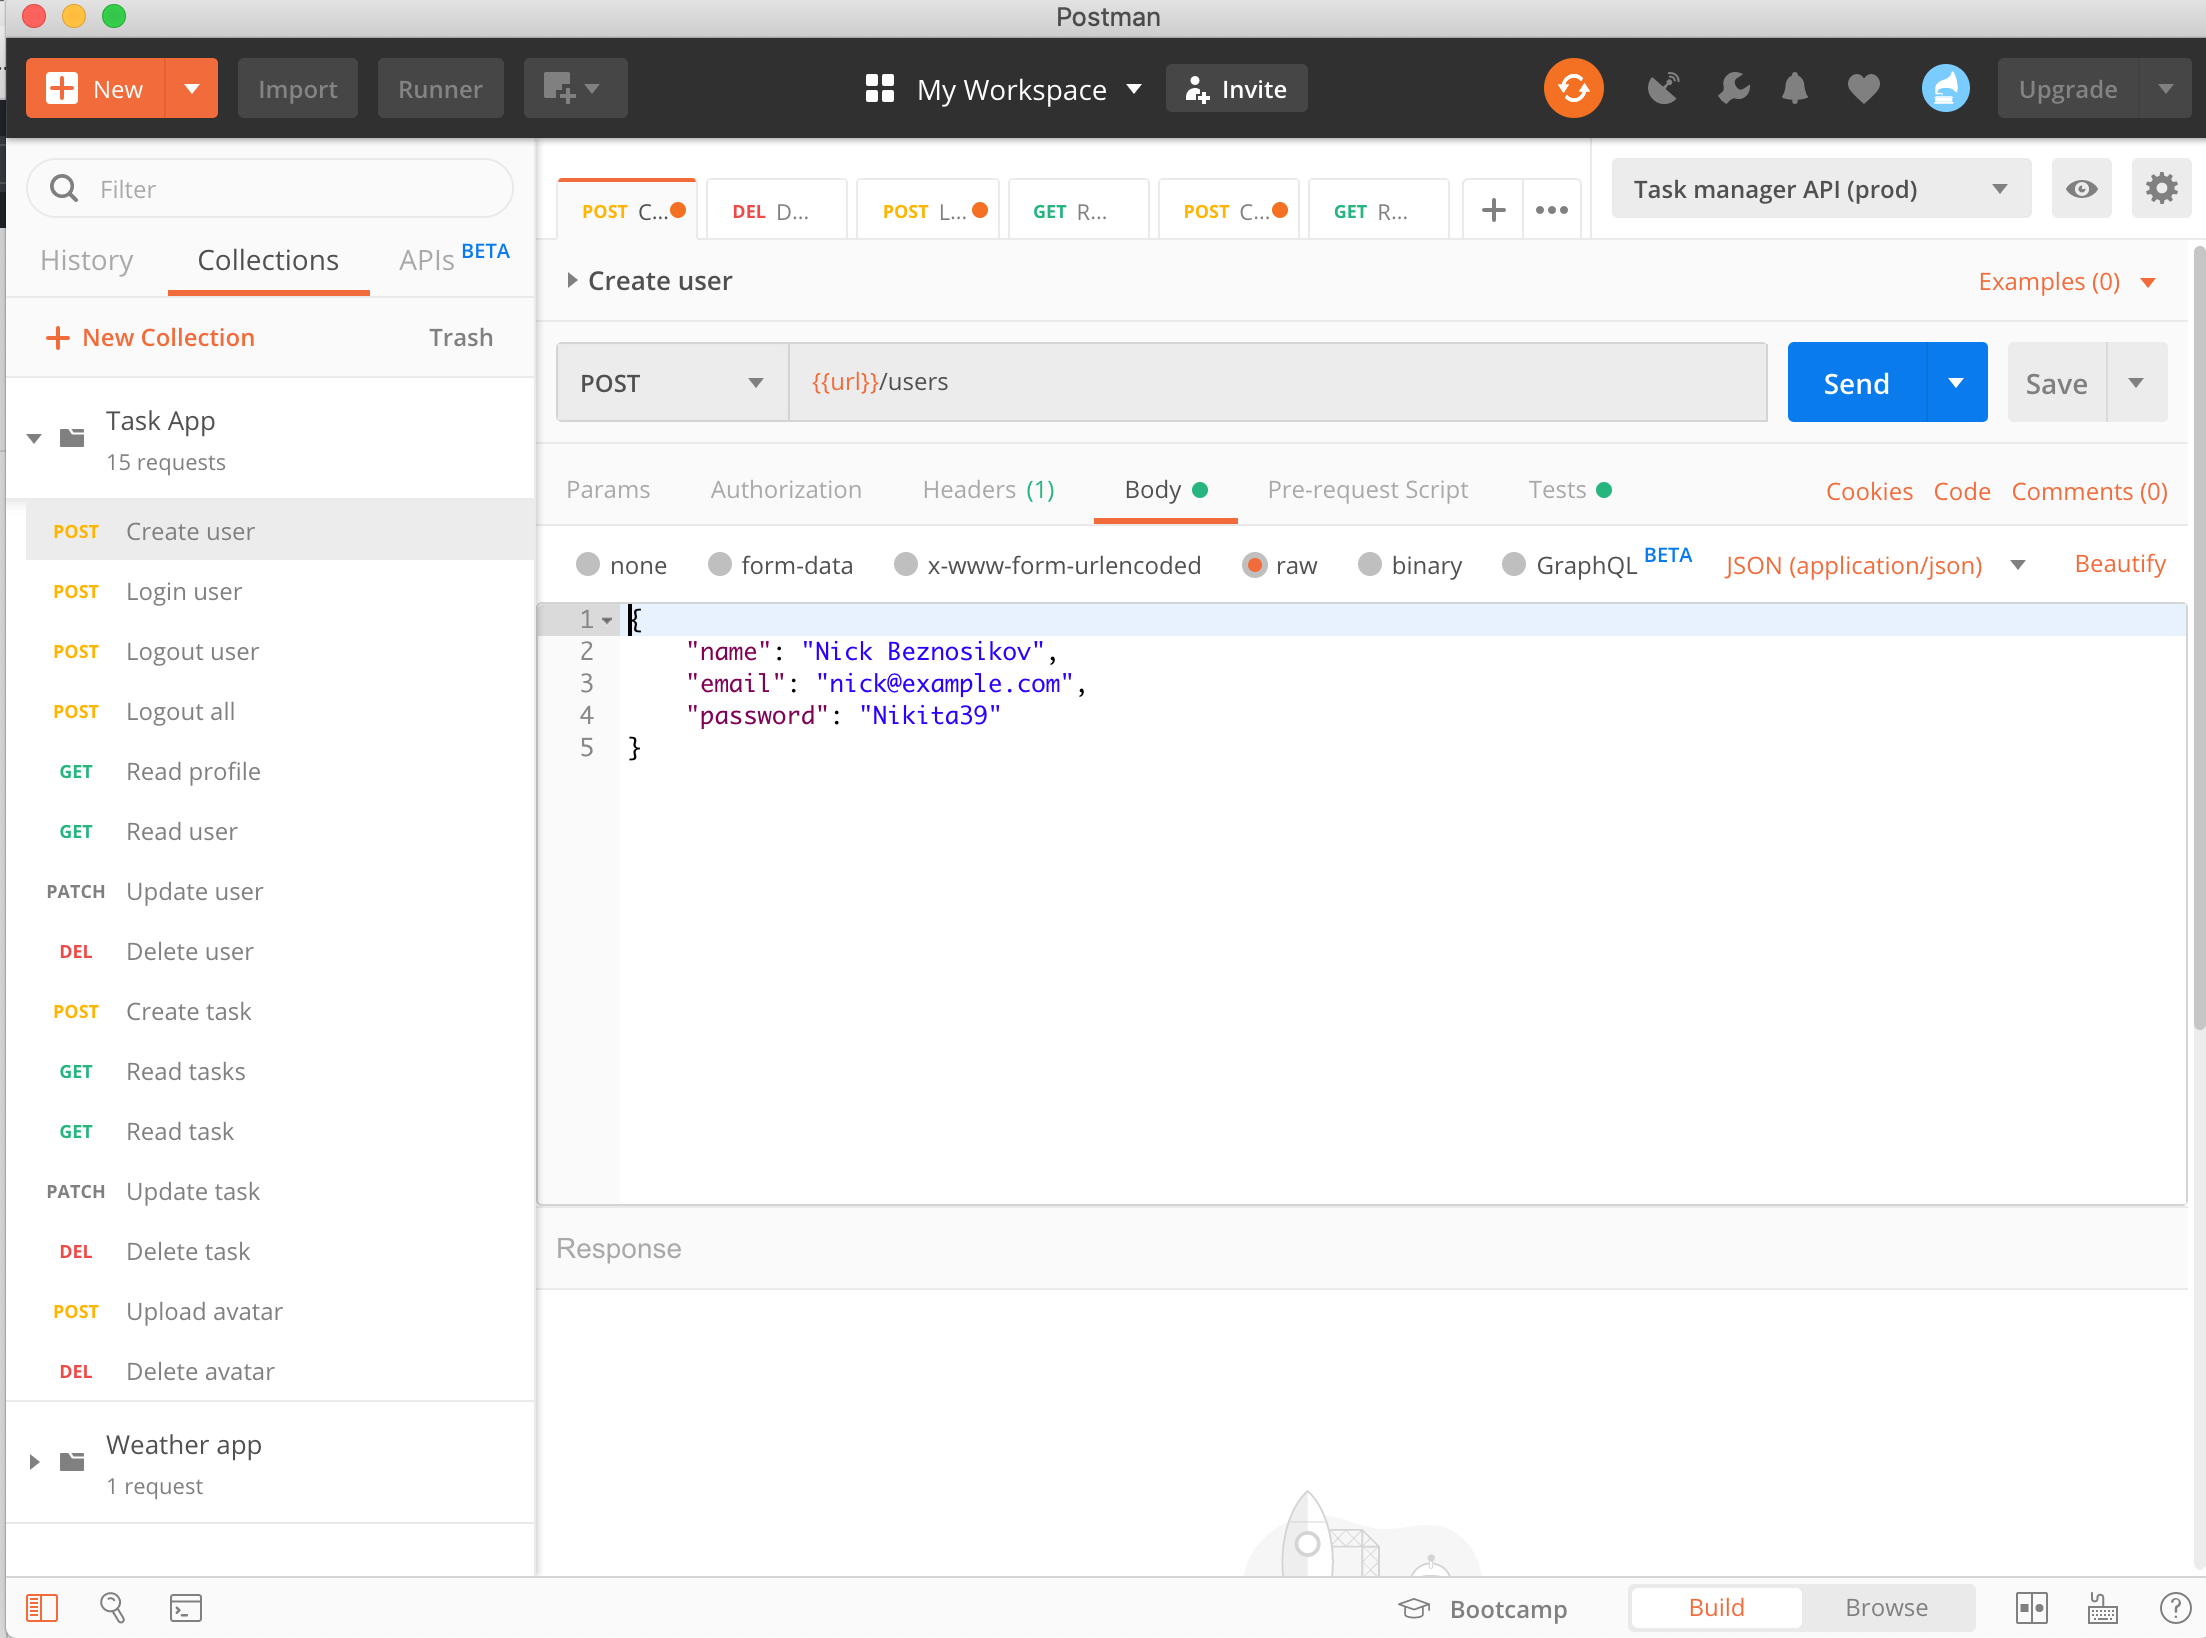 Postman
New
Import
Runner
My Workspace
Invite
Upgrade
Filter
History
Collections
APIs BETA
New Collection
Trash
Task App
15 requests
POST Create user
POST Login user
POST Logout user
POST Logout all
GET Read profile
GET Read user
PATCH Update user
DEL Delete user
POST Create task
GET Read tasks
GET Read task
PATCH Update task
DEL Delete task
POST Upload avatar
DEL Delete avatar
Weather app
1 request
POST C...
DEL D...
POST L...
GET R...
POST C...
GET R...
Task manager API (prod)
Create user
Examples (0)
POST
{{url}}/users
Send
Save
Params
Authorization
Headers (1)
Body
Pre-request Script
Tests
Cookies
Code
Comments (0)
none
form-data
x-www-form-urlencoded
raw
binary
GraphQL BETA
JSON (application/json)
Beautify
1 {
2 "name": "Nick Beznosikov",
3 "email": "nick@example.com",
4 "password": "Nikita39"
5 }
Response
Bootcamp
Build
Browse